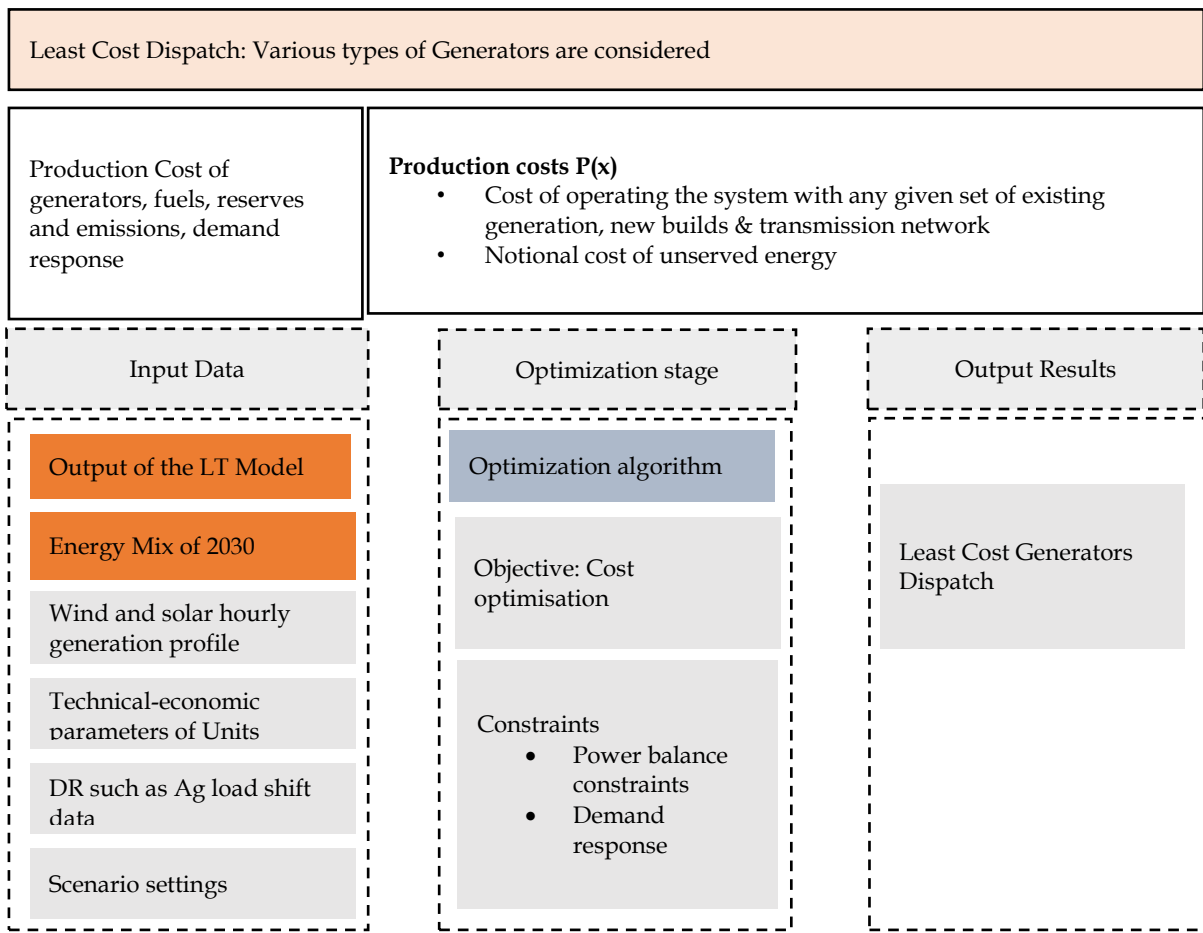 Least Cost Dispatch: Various types of Generators are considered
Production Cost of
generators, fuels, reserves
and emissions, demand
response
Production costs P(x)
• Cost of operating the system with any given set of existing
generation, new builds & transmission network
• Notional cost of unserved energy
Input Data
Output of the LT Model
Energy Mix of 2030
Wind and solar hourly
generation profile
Technical-economic
parameters of Units
DR such as Ag load shift
data
Scenario settings
Optimization stage
Optimization algorithm
Objective: Cost
optimisation
Constraints
• Power balance
constraints
• Demand
response
Output Results
Least Cost Generators
Dispatch